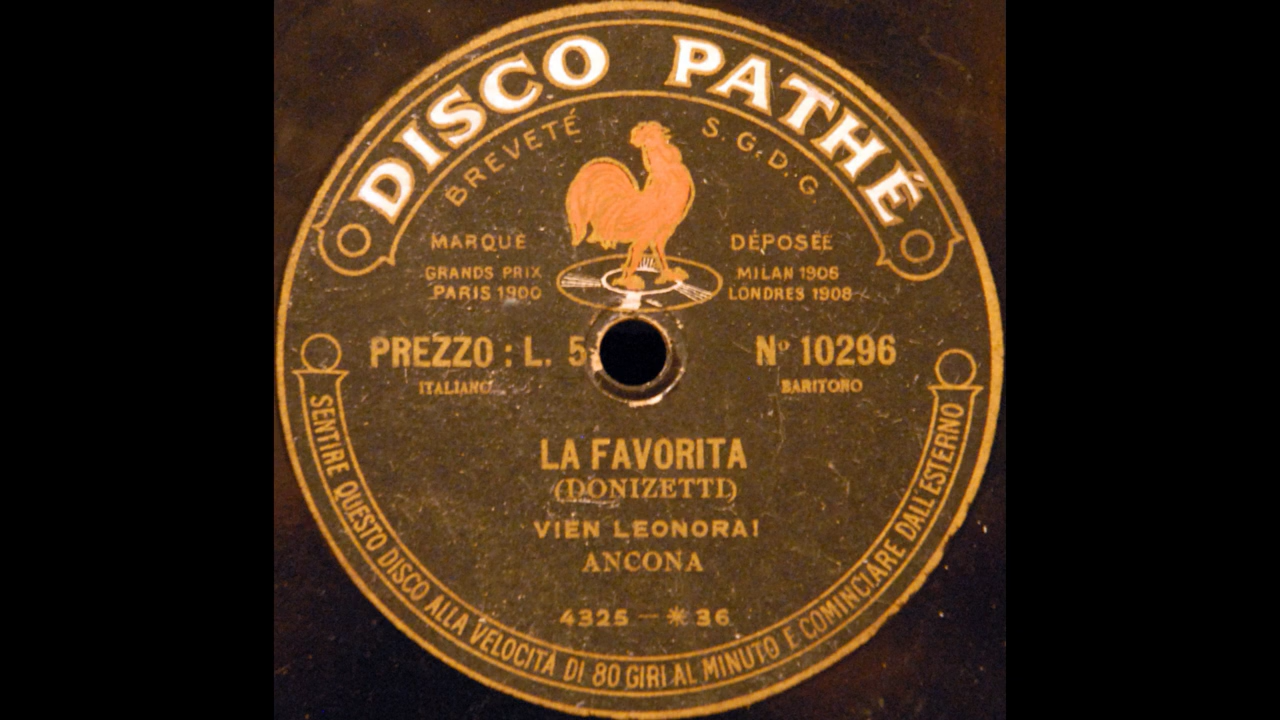 DISCO PATHÉ
BREVETÉ S.G.D.G
MARQUE DÉPOSÉE
GRANDS PRIX MILAN 1906
PARIS 1900 LONDRES 1908
PREZZO : L. 5 Nº 10296
ITALIANO BARITONO
LA FAVORITA
(DONIZETTI)
VIEN LEONORA!
ANCONA
4325 — ✳ 36
SENTIRE QUESTO DISCO ALLA VELOCITÀ DI 80 GIRI AL MINUTO E COMINCIARE DALL'ESTERNO